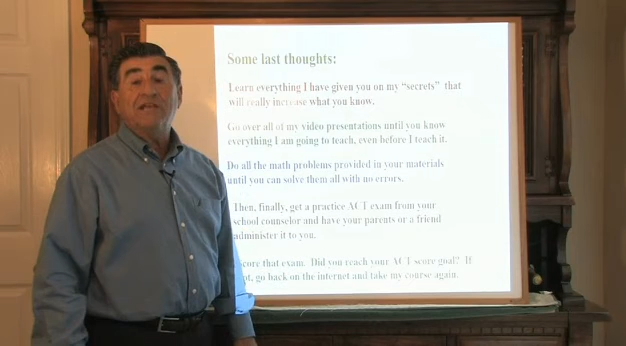 Some last thoughts:
Learn everything I have given you on my “secrets” that
will really increase what you know.
Go over all of my video presentations until you know
everything I am going to teach, even before I teach it.
Do all the math problems provided in your materials
until you can solve them all with no errors.
Then, finally, get a practice ACT exam from your
school counselor and have your parents or a friend
administer it to you.
Score that exam. Did you reach your ACT score goal? If
go back on the internet and take my course again.